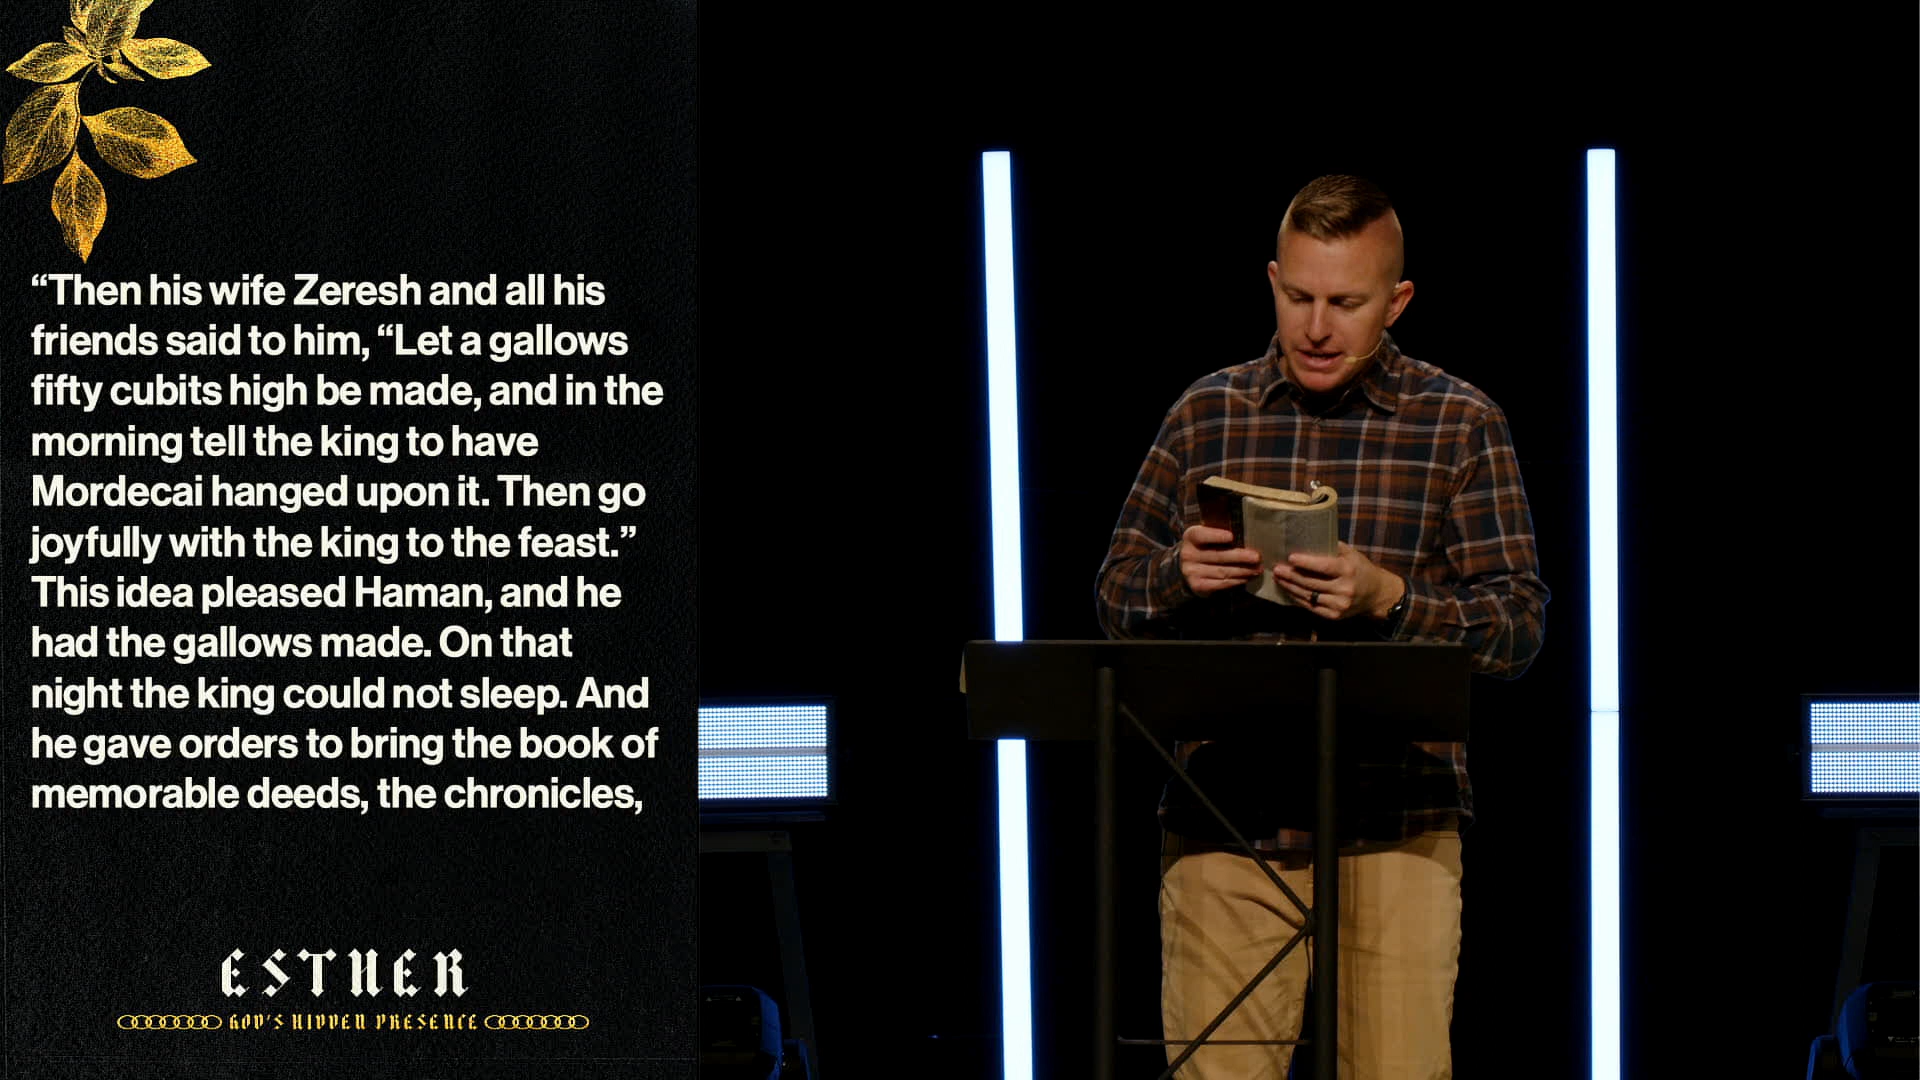 “Then his wife Zeresh and all his
friends said to him, “Let a gallows
fifty cubits high be made, and in the
morning tell the king to have
Mordecai hanged upon it. Then go
joyfully with the king to the feast.”
This idea pleased Haman, and he
had the gallows made. On that
night the king could not sleep. And
he gave orders to bring the book of
memorable deeds, the chronicles,
ESTHER
GOD'S HIDDEN PRESENCE